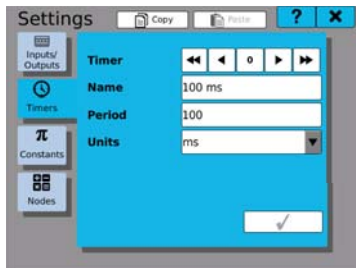 Settings Copy Paste ? ×
Inputs/
Outputs
Timers
π
Constants
Nodes
Timer 0
Name 100 ms
Period 100
Units ms